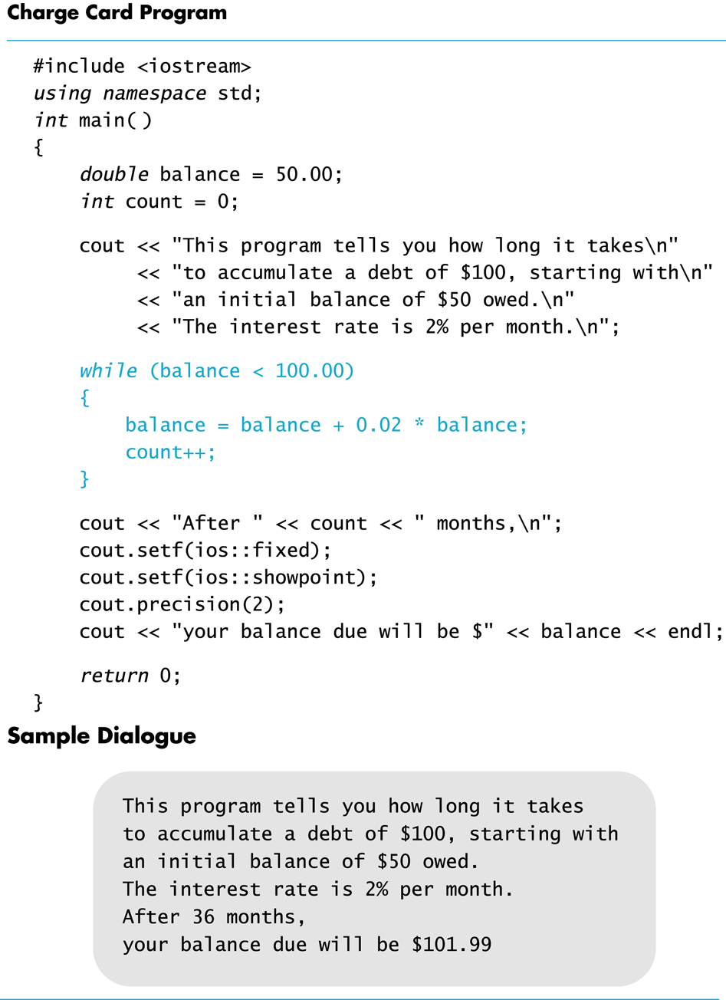 Charge Card Program
#include <iostream>
using namespace std;
int main( )
{
    double balance = 50.00;
    int count = 0;
    cout << "This program tells you how long it takes\n"
         << "to accumulate a debt of $100, starting with\n"
         << "an initial balance of $50 owed.\n"
         << "The interest rate is 2% per month.\n";
    while (balance < 100.00)
    {
        balance = balance + 0.02 * balance;
        count++;
    }
    cout << "After " << count << " months,\n";
    cout.setf(ios::fixed);
    cout.setf(ios::showpoint);
    cout.precision(2);
    cout << "your balance due will be $" << balance << endl;
    return 0;
}
Sample Dialogue
This program tells you how long it takes
to accumulate a debt of $100, starting with
an initial balance of $50 owed.
The interest rate is 2% per month.
After 36 months,
your balance due will be $101.99